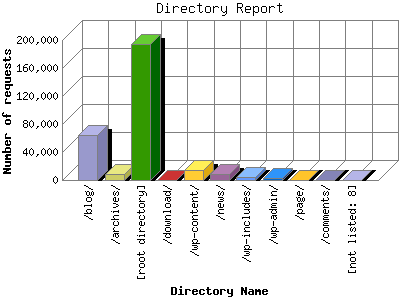 Directory Report
Number of requests
200,000
160,000
120,000
80,000
40,000
0
/blog/
/archives/
[root directory]
/download/
/wp-content/
/news/
/wp-includes/
/wp-admin/
/page/
/comments/
[not listed: 8]
Directory Name